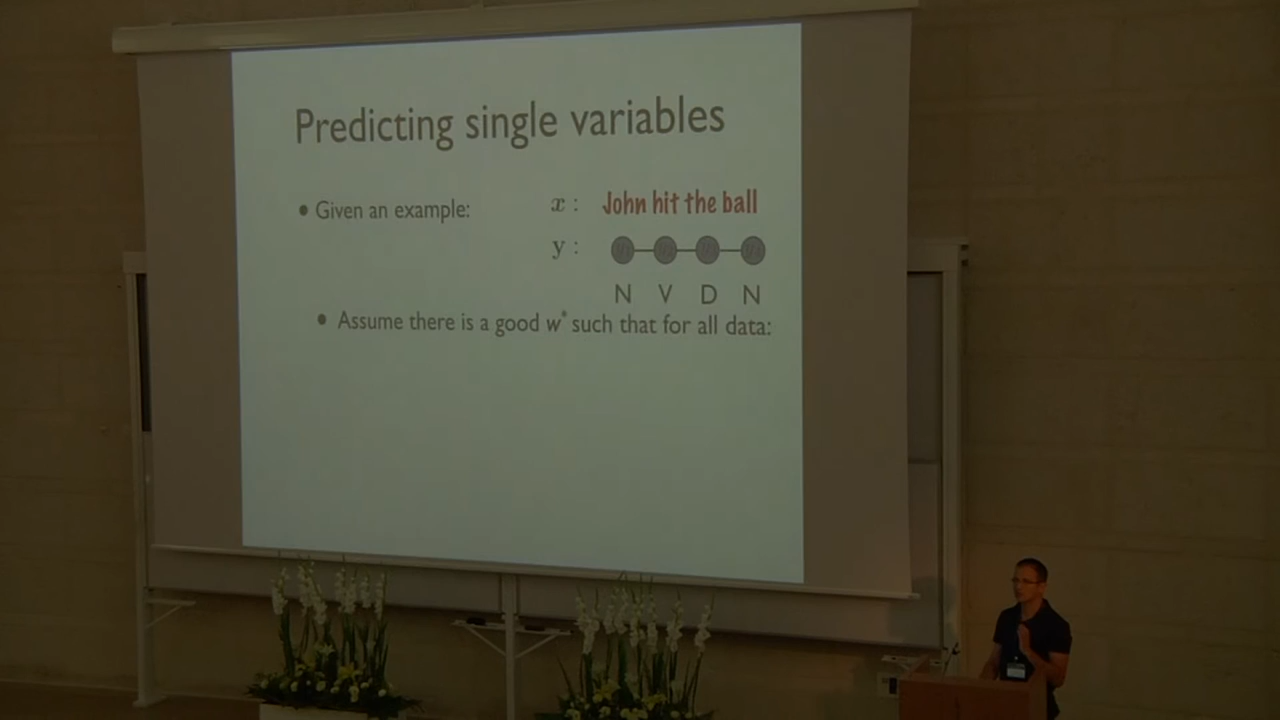 Predicting single variables
• Given an example: x : John hit the ball
y :
N V D N
• Assume there is a good w* such that for all data: